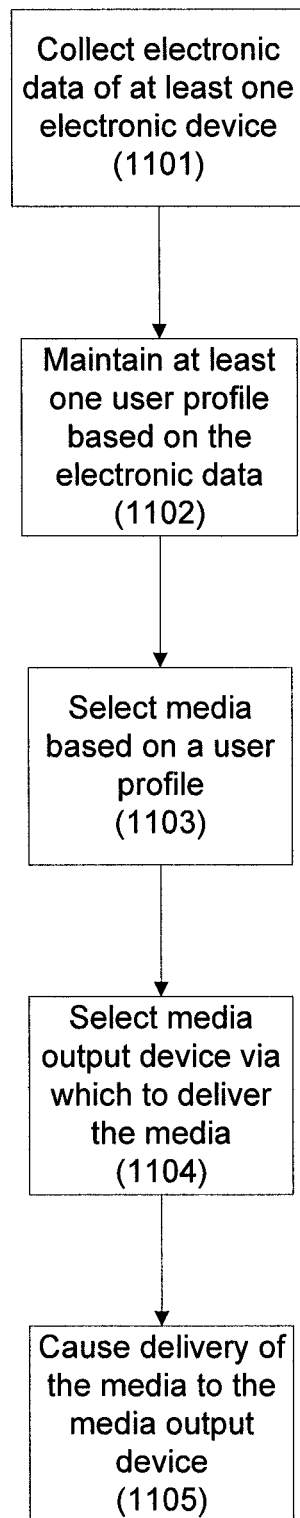 Collect electronic
data of at least one
electronic device
(1101)
Maintain at least
one user profile
based on the
electronic data
(1102)
Select media
based on a user
profile
(1103)
Select media
output device via
which to deliver
the media
(1104)
Cause delivery of
the media to the
media output
device
(1105)